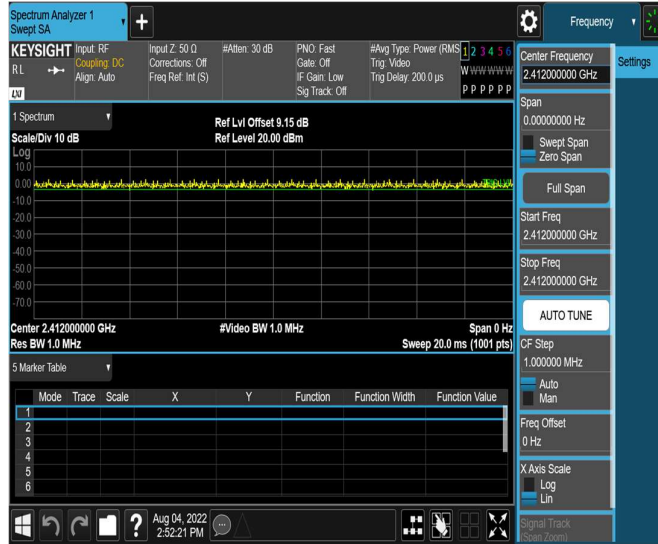 Spectrum Analyzer 1
Swept SA
Frequency
KEYSIGHT
RL
LXI
Input: RF
Coupling: DC
Align: Auto
Input Z: 50 Ω
Corrections: Off
Freq Ref: Int (S)
#Atten: 30 dB
PNO: Fast
Gate: Off
IF Gain: Low
Sig Track: Off
#Avg Type: Power (RMS
Trig: Video
Trig Delay: 200.0 µs
1 2 3 4 5 6
W W W W W W
P P P P P P
Center Frequency
2.412000000 GHz
Settings
Span
0.00000000 Hz
Swept Span
Zero Span
Full Span
Start Freq
2.412000000 GHz
Stop Freq
2.412000000 GHz
AUTO TUNE
CF Step
1.000000 MHz
Auto
Man
Freq Offset
0 Hz
X Axis Scale
Log
Lin
Signal Track
(Span Zoom)
1 Spectrum
Scale/Div 10 dB
Ref Lvl Offset 9.15 dB
Ref Level 20.00 dBm
Log
10.0
0.00
-10.0
-20.0
-30.0
-40.0
-50.0
-60.0
-70.0
Center 2.412000000 GHz
#Video BW 1.0 MHz
Span 0 Hz
Res BW 1.0 MHz
Sweep 20.0 ms (1001 pts)
5 Marker Table
Mode Trace Scale X Y Function Function Width Function Value
1
2
3
4
5
6
?
Aug 04, 2022
2:52:21 PM